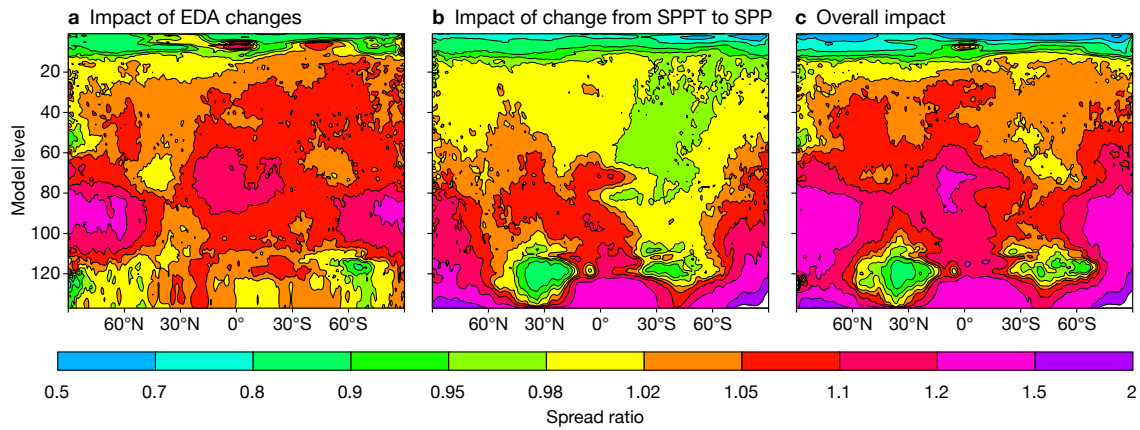 a Impact of EDA changes
b Impact of change from SPPT to SPP
c Overall impact
Model level
20
40
60
80
100
120
60°N 30°N 0° 30°S 60°S
60°N 30°N 0° 30°S 60°S
60°N 30°N 0° 30°S 60°S
0.5 0.7 0.8 0.9 0.95 0.98 1.02 1.05 1.1 1.2 1.5 2
Spread ratio